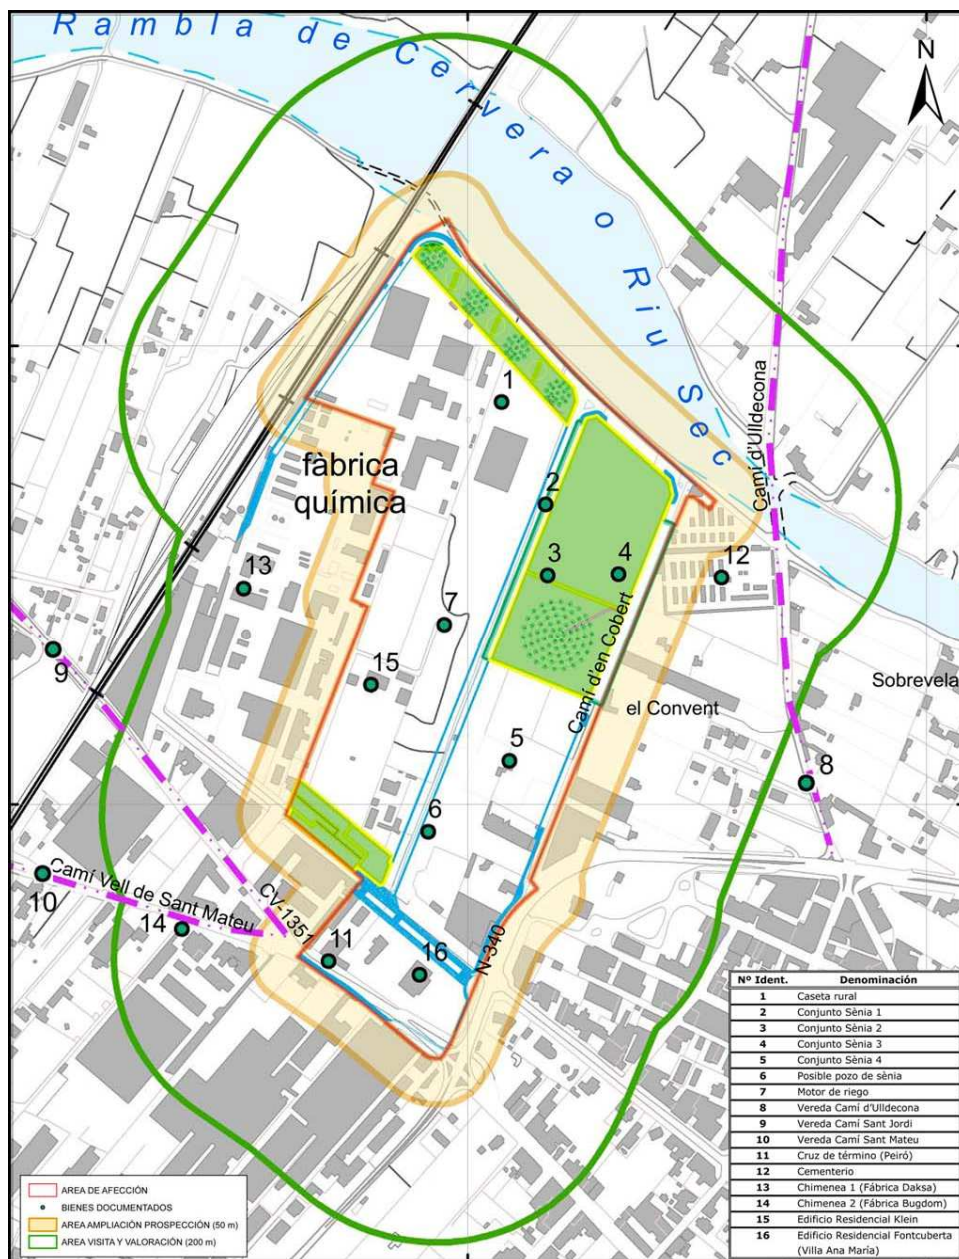 Rambla de Cervera o Riu Sec
N
Camí d'Ulldecona
1
fàbrica
química
2
3
4
12
13
7
9
15
Camí d'en Cobert
el Convent
Sobrevela
5
8
6
10
Camí Vell de Sant Mateu
CV-1351
14
11
16
N-340
Nº Ident. Denominación
1 Caseta rural
2 Conjunto Sènia 1
3 Conjunto Sènia 2
4 Conjunto Sènia 3
5 Conjunto Sènia 4
6 Posible pozo de sènia
7 Motor de riego
8 Vereda Camí d'Ulldecona
9 Vereda Camí Sant Jordi
10 Vereda Camí Sant Mateu
11 Cruz de término (Peiró)
12 Cementerio
13 Chimenea 1 (Fábrica Daksa)
14 Chimenea 2 (Fábrica Bugdom)
15 Edificio Residencial Klein
16 Edificio Residencial Fontcuberta
(Villa Ana María)
AREA DE AFECCIÓN
BIENES DOCUMENTADOS
AREA AMPLIACIÓN PROSPECCIÓN (50 m)
AREA VISITA Y VALORACIÓN (200 m)